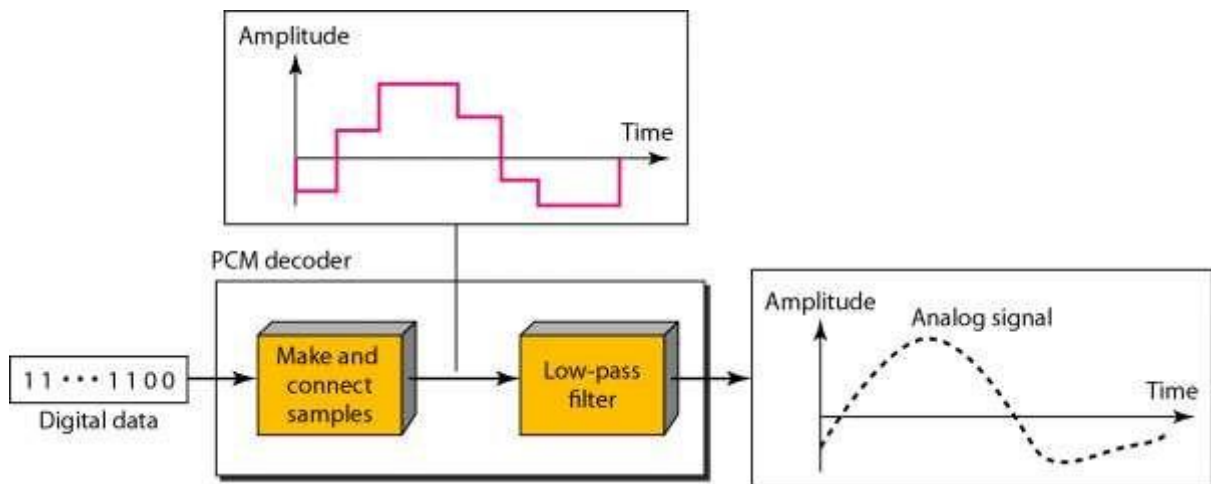 Amplitude
Time
PCM decoder
Make and
connect
samples
Low-pass
filter
11•••1100
Digital data
Amplitude
Analog signal
Time